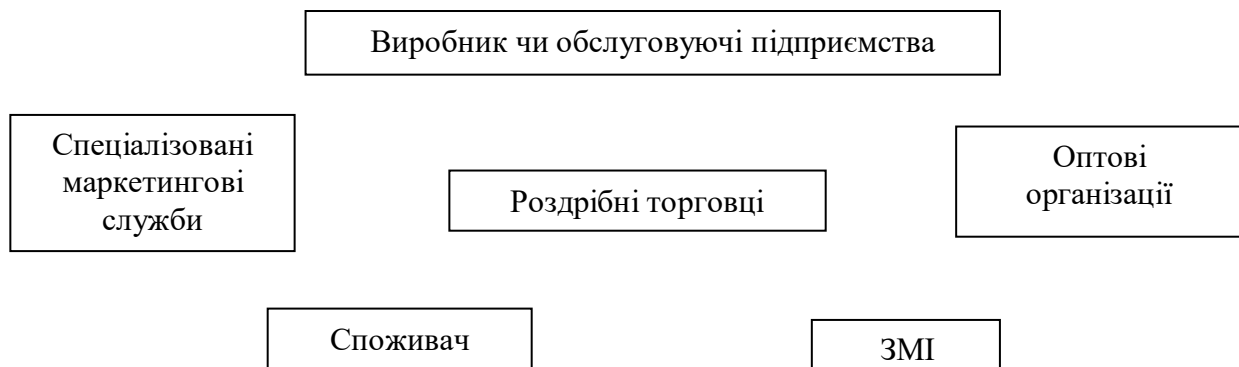 Виробник чи обслуговуючі підприємства
Спеціалізовані
маркетингові
служби
Роздрібні торговці
Оптові
організації
Споживач
ЗМІ